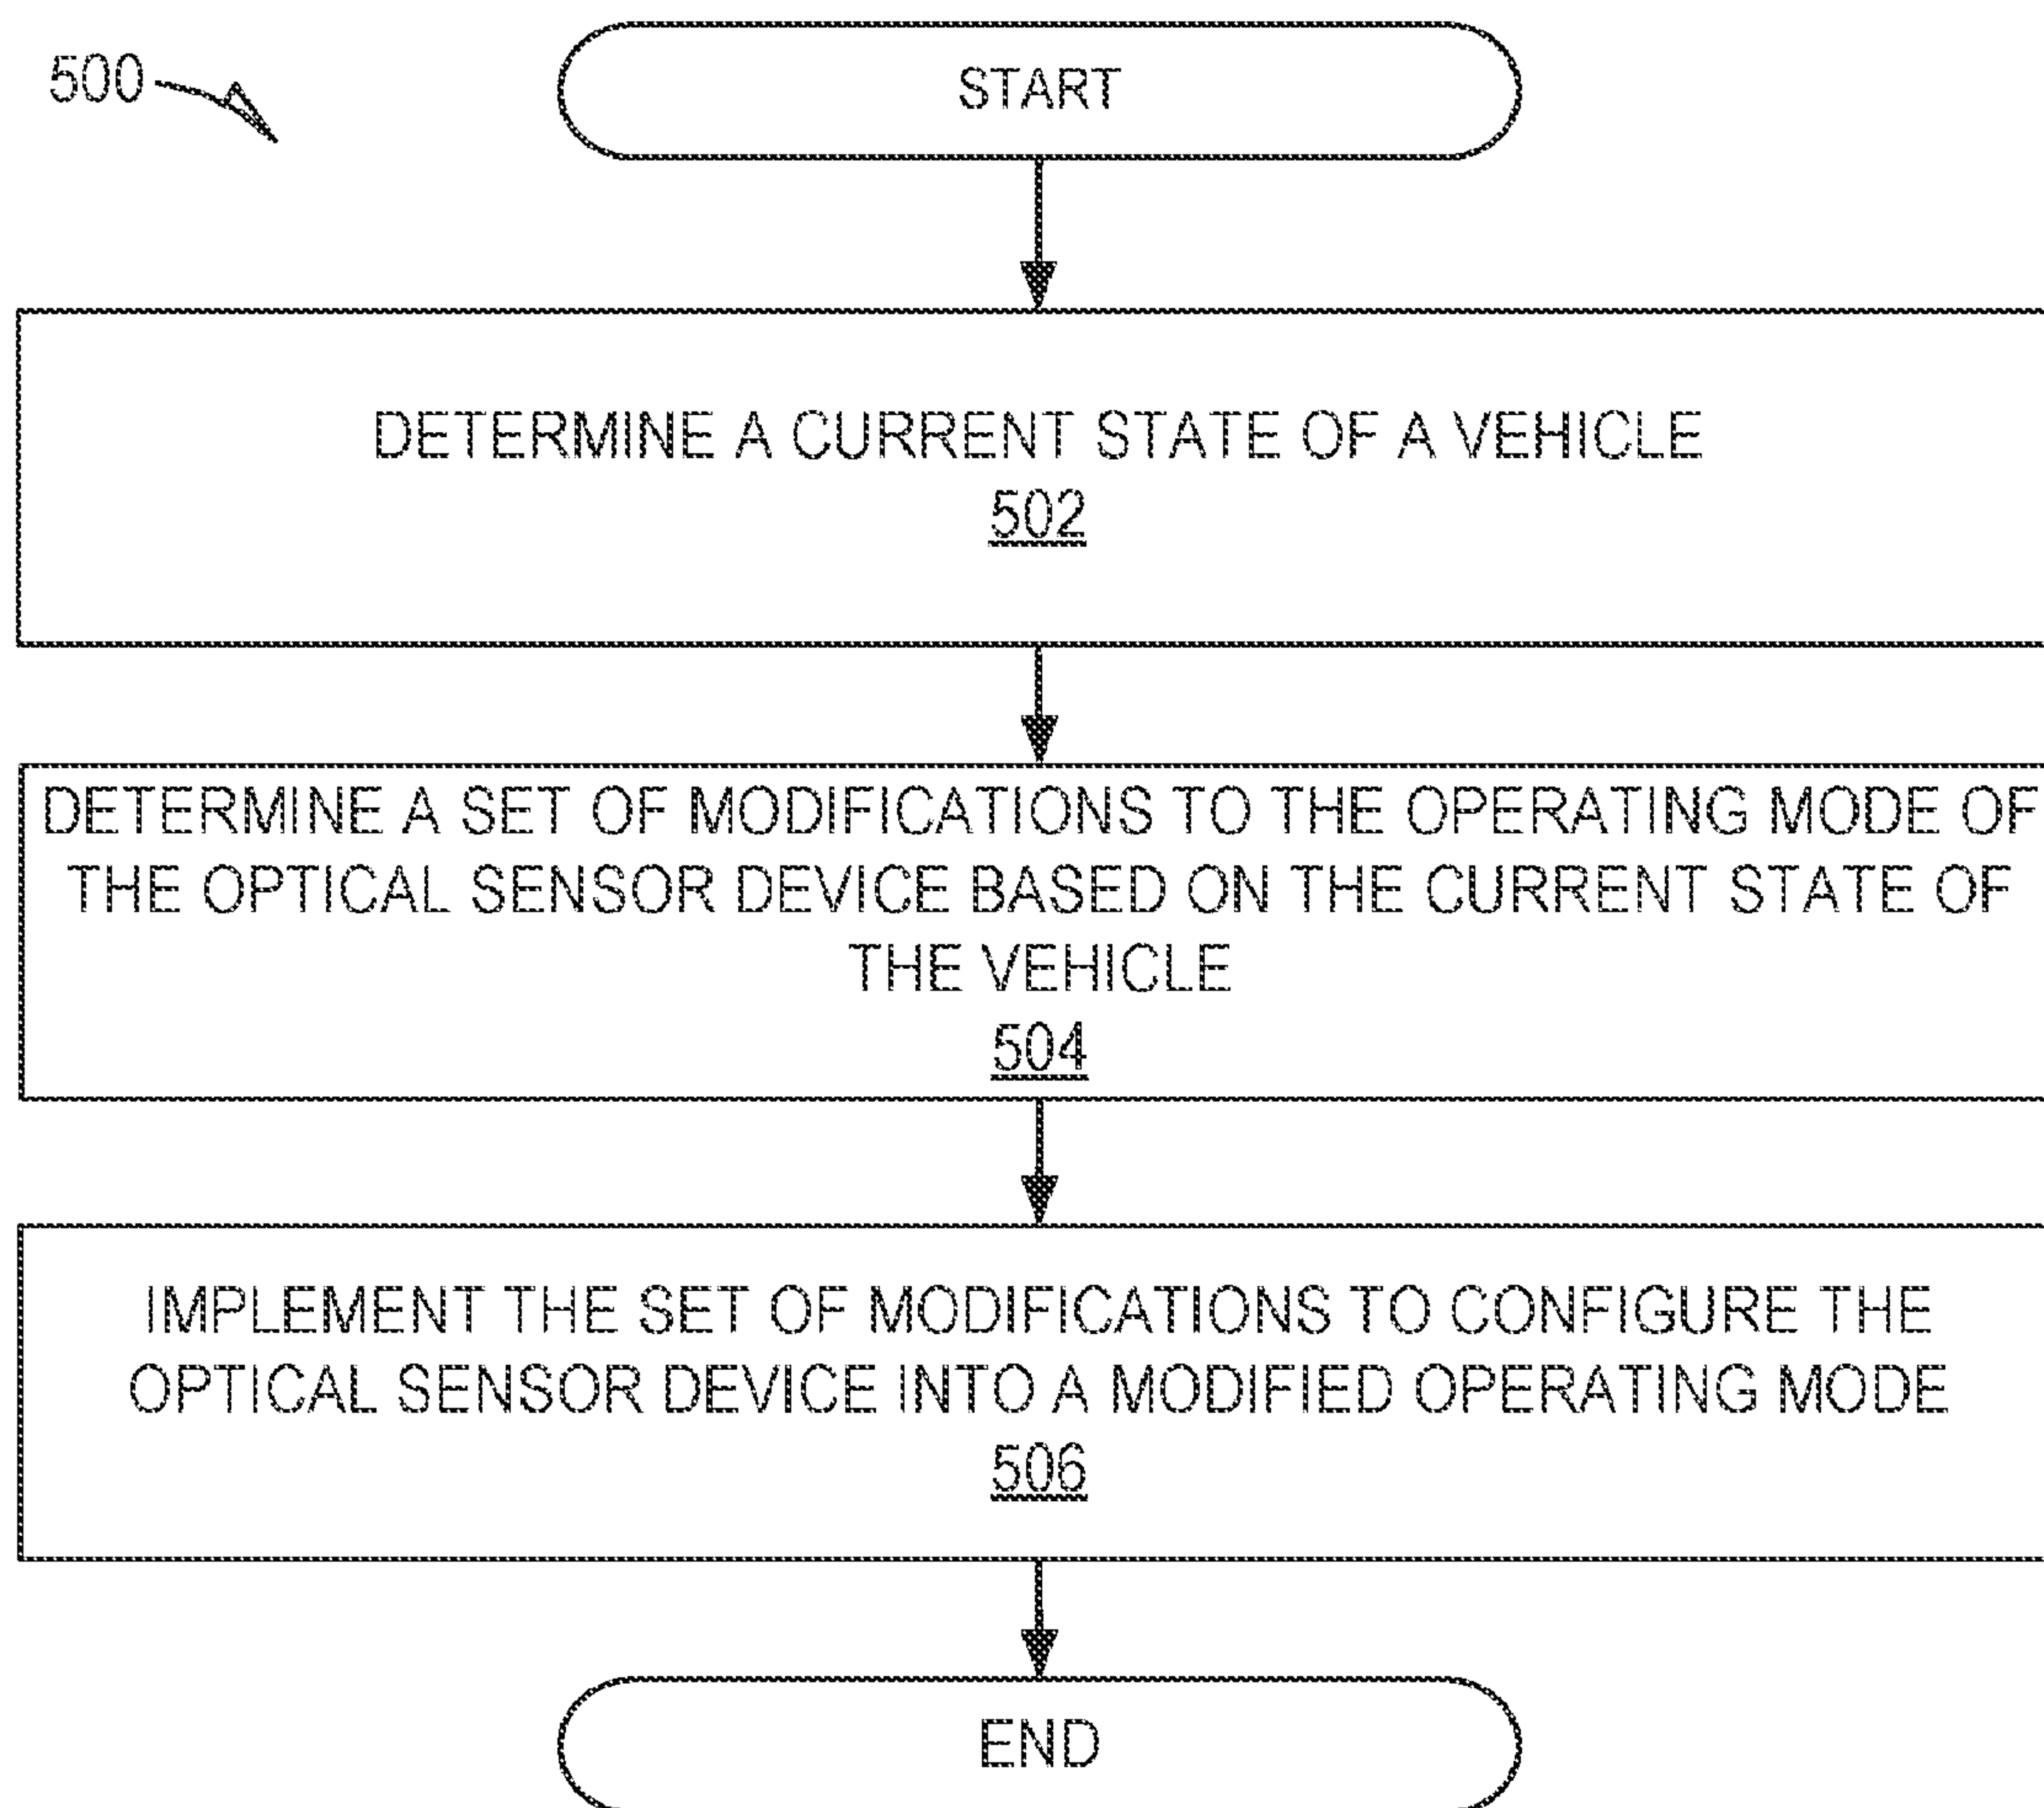 500
START
DETERMINE A CURRENT STATE OF A VEHICLE
502
DETERMINE A SET OF MODIFICATIONS TO THE OPERATING MODE OF
THE OPTICAL SENSOR DEVICE BASED ON THE CURRENT STATE OF
THE VEHICLE
504
IMPLEMENT THE SET OF MODIFICATIONS TO CONFIGURE THE
OPTICAL SENSOR DEVICE INTO A MODIFIED OPERATING MODE
506
END